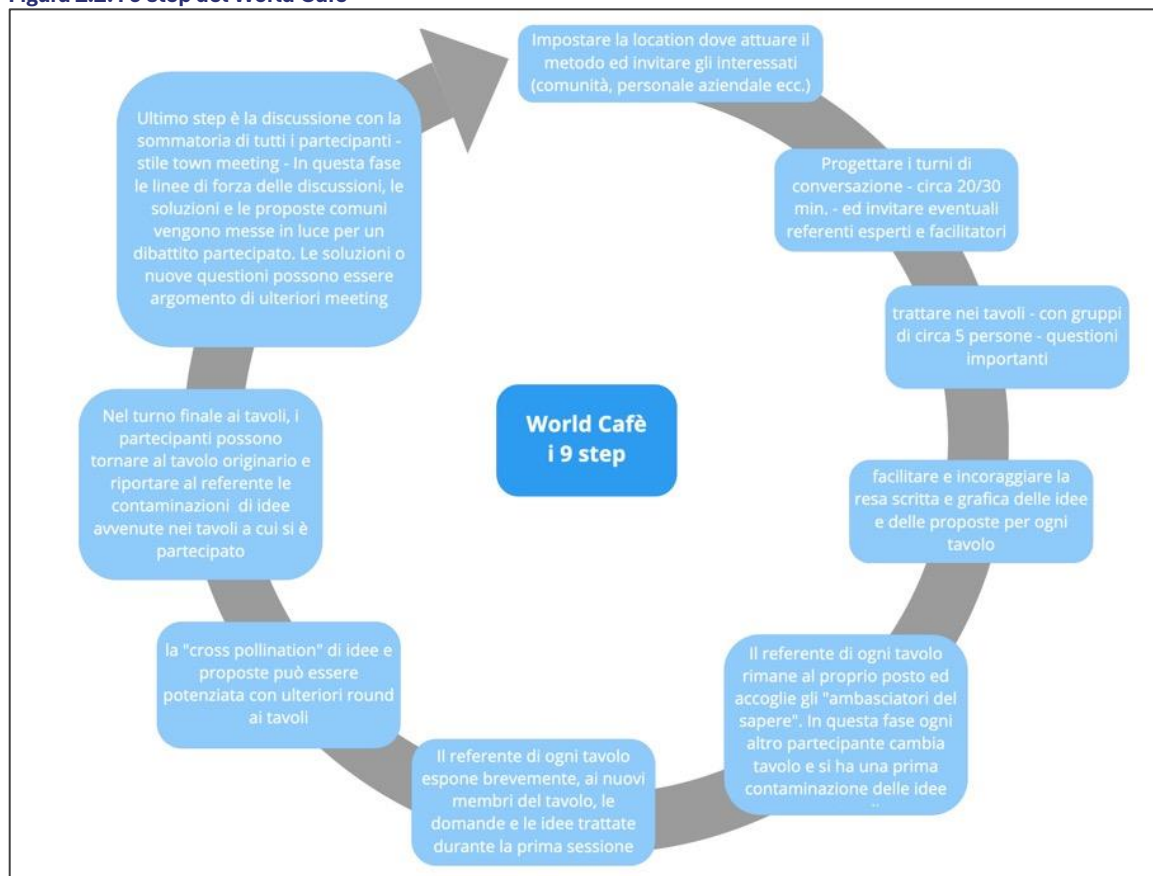 Figura 2.2. I 9 step del World Cafè
Impostare la location dove attuare il
metodo ed invitare gli interessati
(comunità, personale aziendale ecc.)
Progettare i turni di
conversazione - circa 20/30
min. - ed invitare eventuali
referenti esperti e facilitatori
trattare nei tavoli - con gruppi
di circa 5 persone - questioni
importanti
facilitare e incoraggiare la
resa scritta e grafica delle idee
e delle proposte per ogni
tavolo
Il referente di ogni tavolo
rimane al proprio posto ed
accoglie gli "ambasciatori del
sapere". In questa fase ogni
altro partecipante cambia
tavolo e si ha una prima
contaminazione delle idee
Il referente di ogni tavolo
espone brevemente, ai nuovi
membri del tavolo, le
domande e le idee trattate
durante la prima sessione
la "cross pollination" di idee e
proposte può essere
potenziata con ulteriori round
ai tavoli
Nel turno finale ai tavoli, i
partecipanti possono
tornare al tavolo originario e
riportare al referente le
contaminazioni di idee
avvenute nei tavoli a cui si è
partecipato
Ultimo step è la discussione con la
sommatoria di tutti i partecipanti -
stile town meeting - In questa fase
le linee di forza delle discussioni, le
soluzioni e le proposte comuni
vengono messe in luce per un
dibattito partecipato. Le soluzioni o
nuove questioni possono essere
argomento di ulteriori meeting
World Cafè
i 9 step